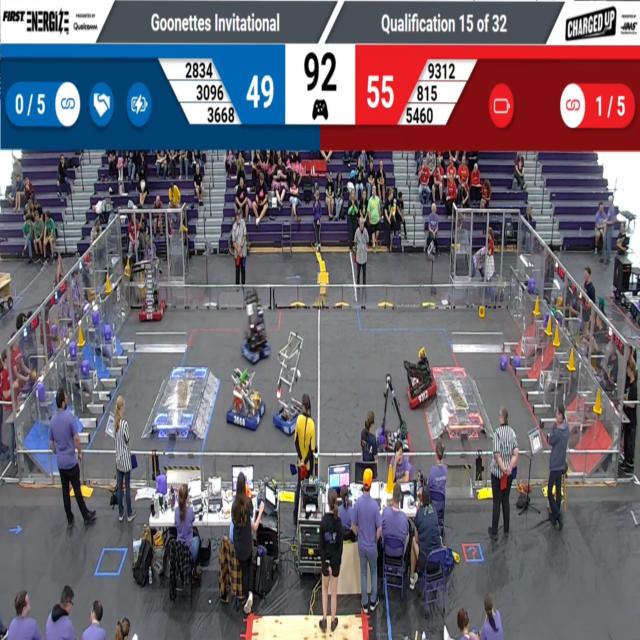 FIRST ENERGIZE PRESENTED BY Qualcomm
Goonettes Invitational
Qualification 15 of 32
CHARGED UP
0 / 5
2834
3096
3668
49
92
55
9312
815
5460
1 / 5